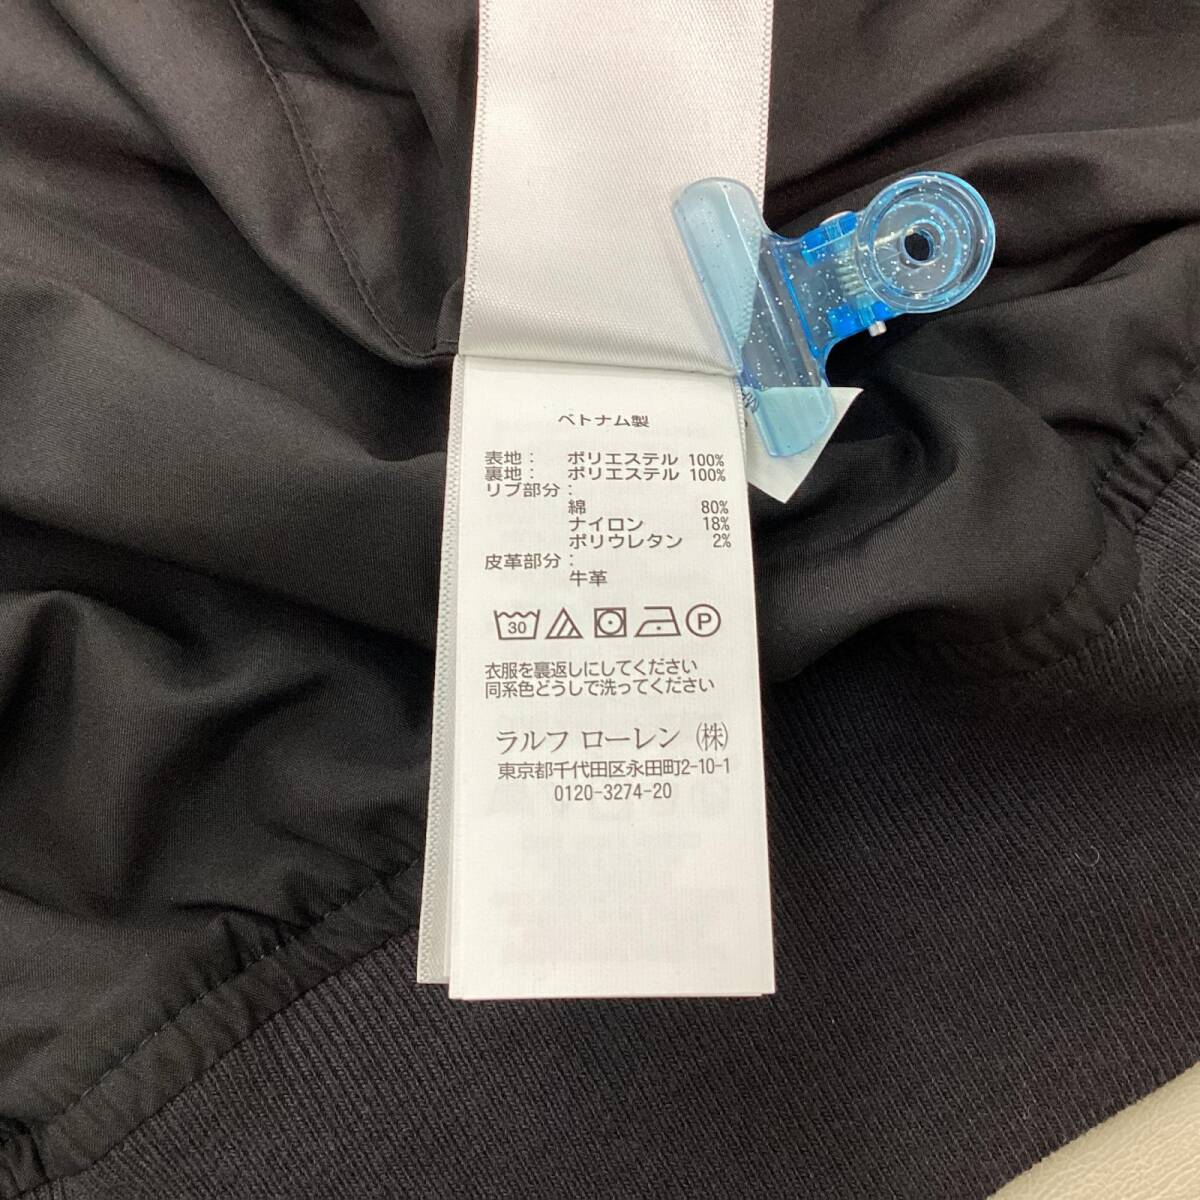 ベトナム製
表地: ポリエステル 100%
裏地: ポリエステル 100%
リブ部分:
綿 80%
ナイロン 18%
ポリウレタン 2%
皮革部分:
牛革
30 P
衣服を裏返しにしてください
同系色どうしで洗ってください
ラルフ ローレン (株)
東京都千代田区永田町2-10-1
0120-3274-20